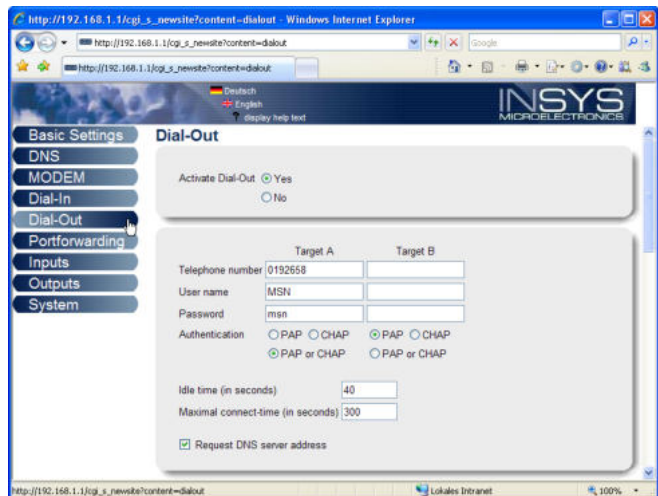 http://192.168.1.1/cgi_s_newsite?content=dialout - Windows Internet Explorer
http://192.168.1.1/cgi_s_newsite?content=dialout
Google
http://192.168.1.1/cgi_s_newsite?content=dialout
Deutsch
English
? display help text
INSYS
MICROELECTRONICS
Basic Settings
DNS
MODEM
Dial-In
Dial-Out
Portforwarding
Inputs
Outputs
System
Dial-Out
Activate Dial-Out Yes
No
Target A Target B
Telephone number 0192658
User name MSN
Password msn
Authentication PAP CHAP PAP CHAP
PAP or CHAP PAP or CHAP
Idle time (in seconds) 40
Maximal connect-time (in seconds) 300
Request DNS server address
http://192.168.1.1/cgi_s_newsite?content=dialout Lokales Intranet 100%